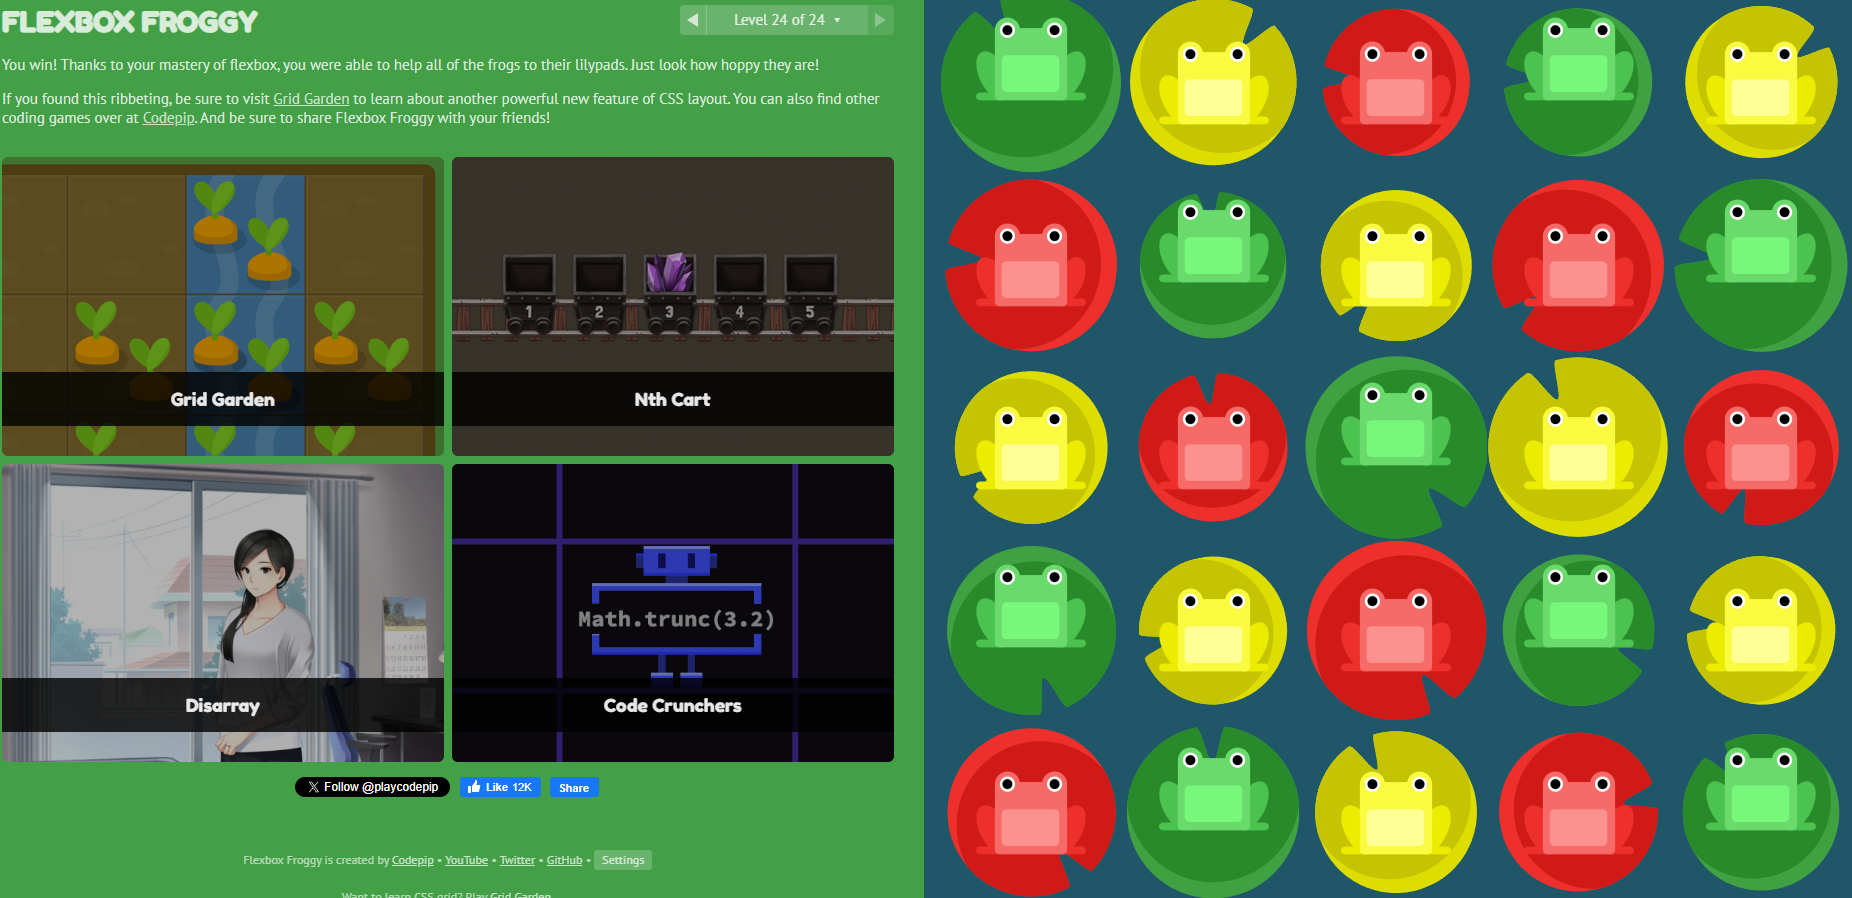 FLEXBOX FROGGY
Level 24 of 24
You win! Thanks to your mastery of flexbox, you were able to help all of the frogs to their lilypads. Just look how hoppy they are!
If you found this ribbeting, be sure to visit Grid Garden to learn about another powerful new feature of CSS layout. You can also find other
coding games over at Codepip. And be sure to share Flexbox Froggy with your friends!
Grid Garden
1 2 3 4 5
Nth Cart
Disarray
Math.trunc(3.2)
Code Crunchers
Follow @playcodepip
Like 12K
Share
Flexbox Froggy is created by Codepip • YouTube • Twitter • GitHub • Settings
Want to learn CSS grid? Play Grid Garden.